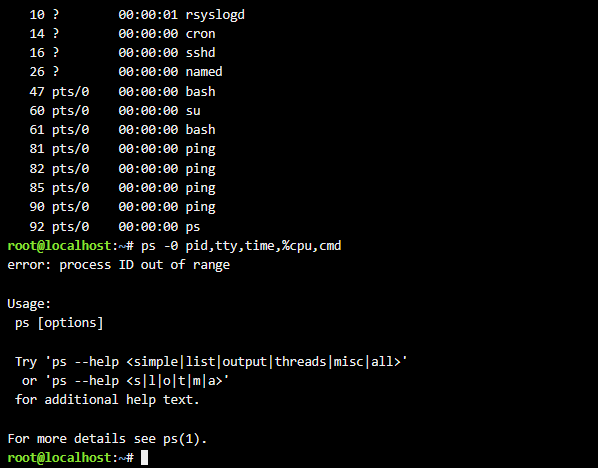 10 ?        00:00:01 rsyslogd
14 ?        00:00:00 cron
16 ?        00:00:00 sshd
26 ?        00:00:00 named
47 pts/0    00:00:00 bash
60 pts/0    00:00:00 su
61 pts/0    00:00:00 bash
81 pts/0    00:00:00 ping
82 pts/0    00:00:00 ping
85 pts/0    00:00:00 ping
90 pts/0    00:00:00 ping
92 pts/0    00:00:00 ps
root@localhost:~# ps -0 pid,tty,time,%cpu,cmd
error: process ID out of range

Usage:
 ps [options]

 Try 'ps --help <simple|list|output|threads|misc|all>'
  or 'ps --help <s|l|o|t|m|a>'
 for additional help text.

For more details see ps(1).
root@localhost:~#